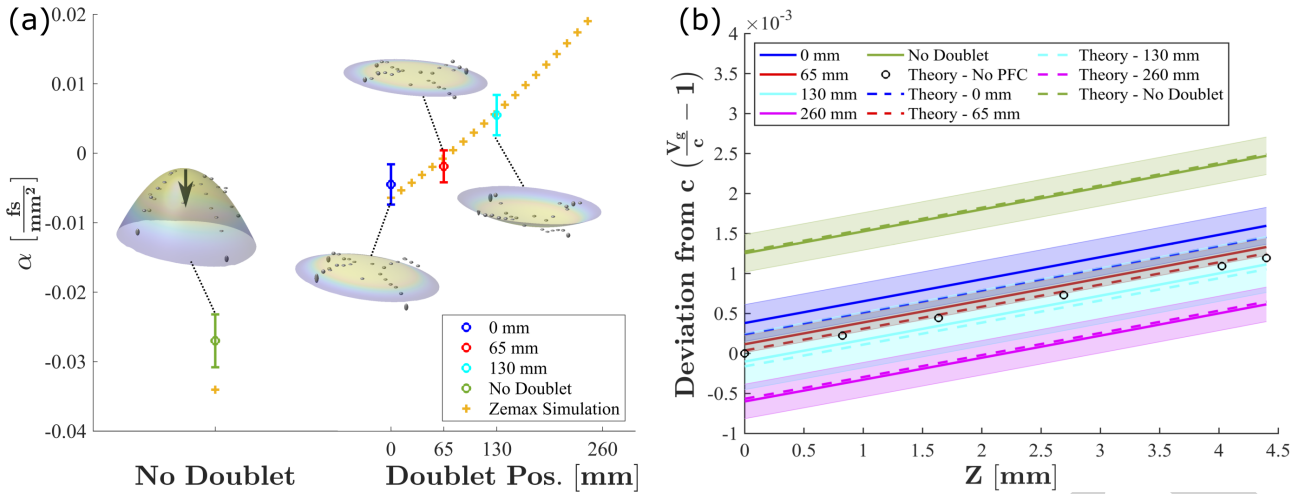 (a)
0.02
0.01
0
-0.01
-0.02
-0.03
-0.04
α [fs/mm²]
0 mm
65 mm
130 mm
No Doublet
Zemax Simulation
0 65 130 260
No Doublet Doublet Pos. [mm]
(b)
×10⁻³
4
3.5
3
2.5
2
1.5
1
0.5
0
-0.5
-1
Deviation from c (Vg/c − 1)
0 mm No Doublet Theory - 130 mm
65 mm Theory - No PFC Theory - 260 mm
130 mm Theory - 0 mm Theory - No Doublet
260 mm Theory - 65 mm
0 0.5 1 1.5 2 2.5 3 3.5 4 4.5
Z [mm]